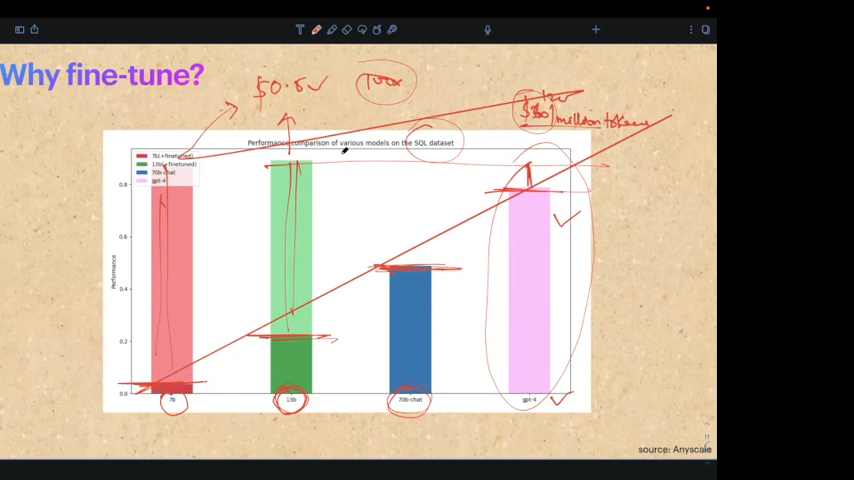 Why fine-tune?
$0.5
100x
million tokens
Performance comparison of various models on the SQL dataset
7b(+finetuned)
13b(+finetuned)
70b-chat
gpt-4
Performance
0.8
0.6
0.4
0.2
0.0
7b
13b
70b-chat
gpt-4
11
source: Anyscale